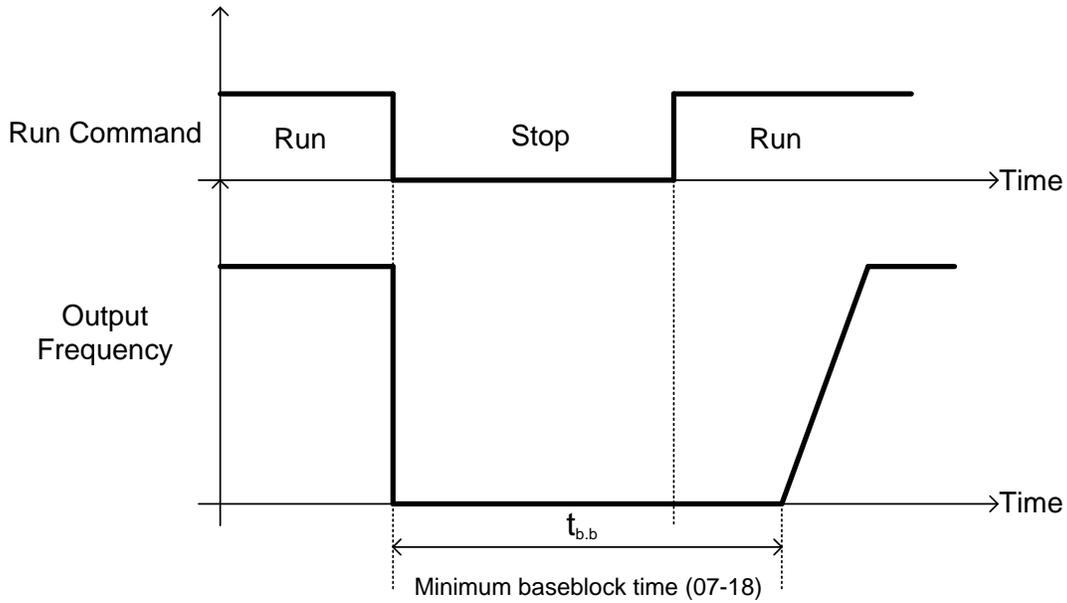 Run Command
Run
Stop
Run
Time
Output
Frequency
Time
tb.b
Minimum baseblock time (07-18)